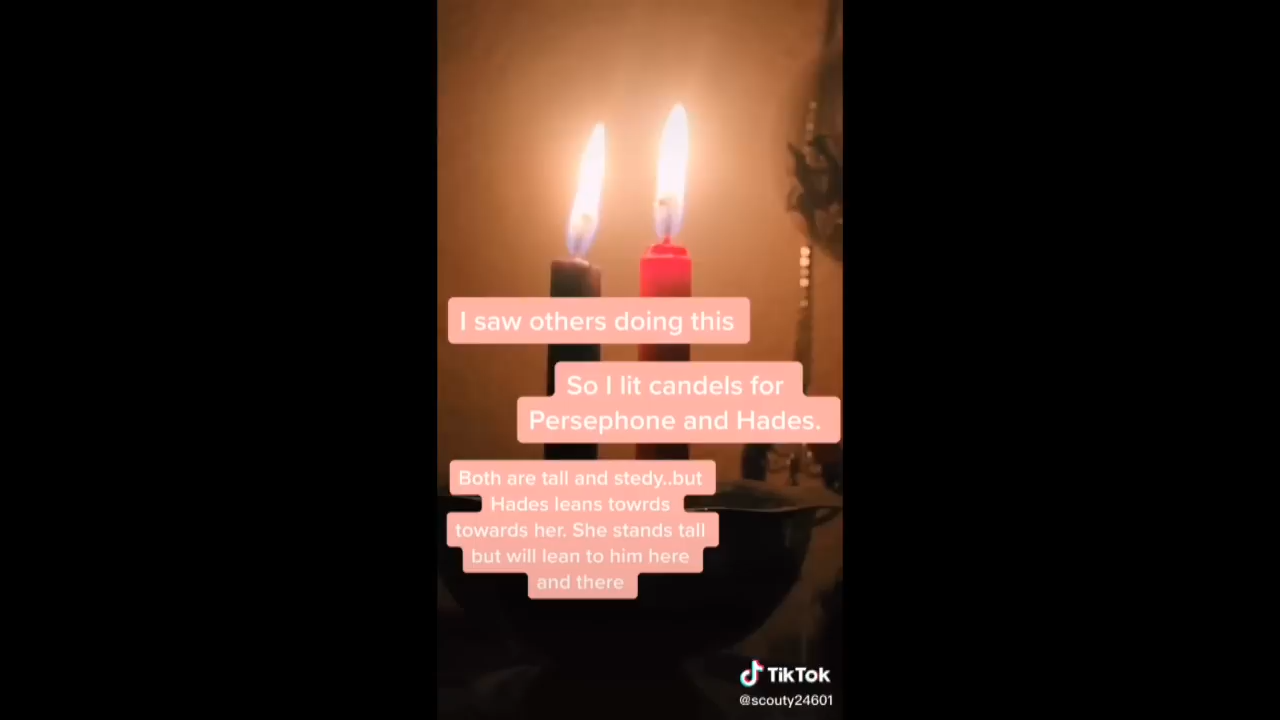 I saw others doing this
So I lit candels for
Persephone and Hades.
Both are tall and stedy..but
Hades leans towrds
towards her. She stands tall
but will lean to him here
and there
TikTok
@scouty24601